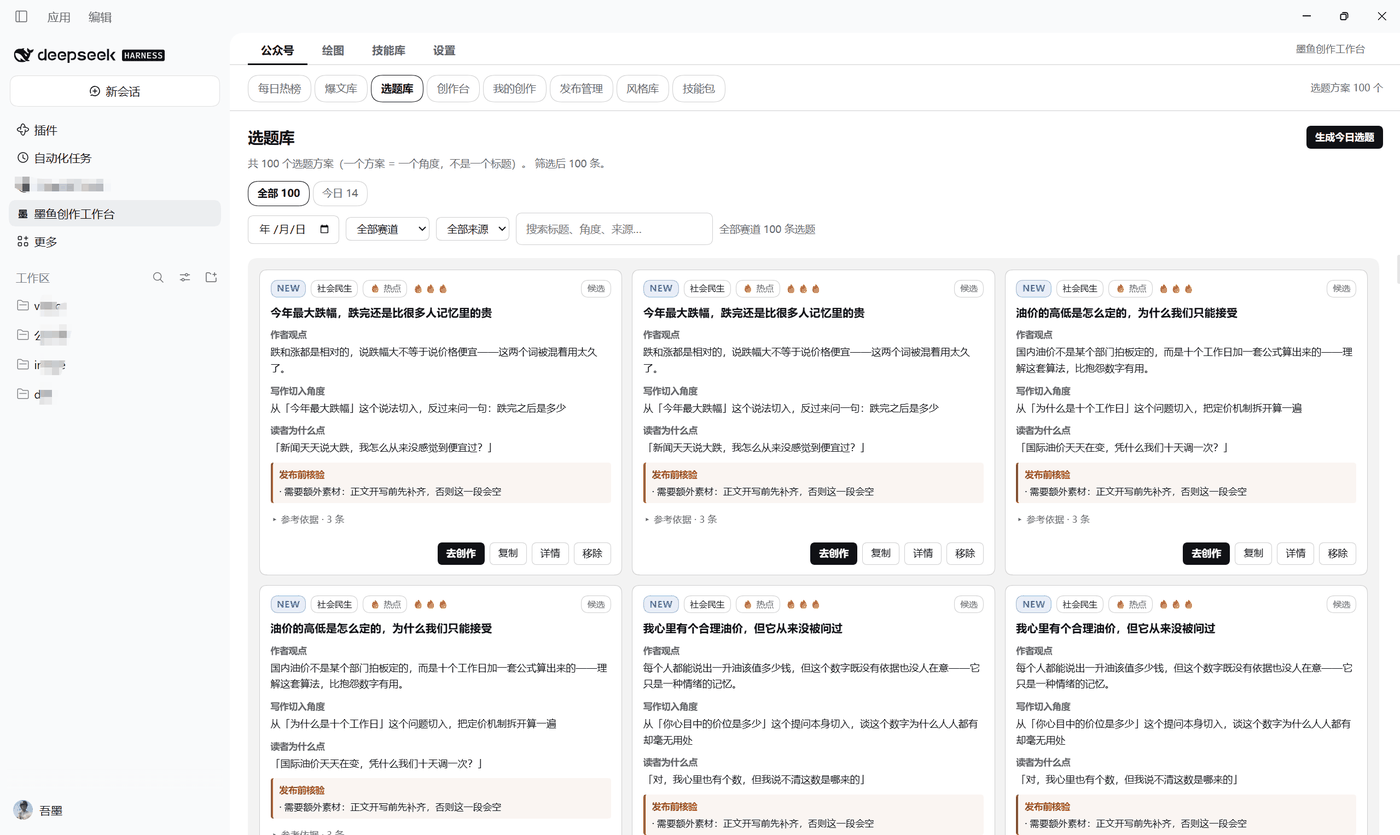 应用 编辑
deepseek HARNESS
新会话
插件
自动化任务
墨 墨鱼创作工作台
更多
工作区
吾墨
公众号 绘图 技能库 设置
墨鱼创作工作台
每日热榜 爆文库 选题库 创作台 我的创作 发布管理 风格库 技能包
选题方案 100 个
选题库
生成今日选题
共 100 个选题方案（一个方案 = 一个角度，不是一个标题）。 筛选后 100 条。
全部 100 今日 14
年 /月/日 全部赛道 全部来源 搜索标题、角度、来源... 全部赛道 100 条选题
NEW 社会民生 热点 候选
今年最大跌幅，跌完还是比很多人记忆里的贵
作者观点
跌和涨都是相对的，说跌幅大不等于说价格便宜——这两个词被混着用太久
了。
写作切入角度
从「今年最大跌幅」这个说法切入，反过来问一句：跌完之后是多少
读者为什么点
「新闻天天说大跌，我怎么从来没感觉到便宜过？」
发布前核验
· 需要额外素材：正文开写前先补齐，否则这一段会空
参考依据 · 3 条
去创作 复制 详情 移除
NEW 社会民生 热点 候选
今年最大跌幅，跌完还是比很多人记忆里的贵
作者观点
跌和涨都是相对的，说跌幅大不等于说价格便宜——这两个词被混着用太久
了。
写作切入角度
从「今年最大跌幅」这个说法切入，反过来问一句：跌完之后是多少
读者为什么点
「新闻天天说大跌，我怎么从来没感觉到便宜过？」
发布前核验
· 需要额外素材：正文开写前先补齐，否则这一段会空
参考依据 · 3 条
去创作 复制 详情 移除
NEW 社会民生 热点 候选
油价的高低是怎么定的，为什么我们只能接受
作者观点
国内油价不是某个部门拍板定的，而是十个工作日加一套公式算出来的——理
解这套算法，比抱怨数字有用。
写作切入角度
从「为什么是十个工作日」这个问题切入，把定价机制拆开算一遍
读者为什么点
「国际油价天天在变，凭什么我们十天调一次？」
发布前核验
· 需要额外素材：正文开写前先补齐，否则这一段会空
参考依据 · 3 条
去创作 复制 详情 移除
NEW 社会民生 热点 候选
油价的高低是怎么定的，为什么我们只能接受
作者观点
国内油价不是某个部门拍板定的，而是十个工作日加一套公式算出来的——理
解这套算法，比抱怨数字有用。
写作切入角度
从「为什么是十个工作日」这个问题切入，把定价机制拆开算一遍
读者为什么点
「国际油价天天在变，凭什么我们十天调一次？」
发布前核验
· 需要额外素材：正文开写前先补齐，否则这一段会空
参考依据 · 3 条
NEW 社会民生 热点 候选
我心里有个合理油价，但它从来没被问过
作者观点
每个人都能说出一升油该值多少钱，但这个数字既没有依据也没人在意——它
只是一种情绪的记忆。
写作切入角度
从「你心目中的价位是多少」这个提问本身切入，谈这个数字为什么人人都有
却毫无用处
读者为什么点
「对，我心里也有个数，但我说不清这数是哪来的」
发布前核验
· 需要额外素材：正文开写前先补齐，否则这一段会空
NEW 社会民生 热点 候选
我心里有个合理油价，但它从来没被问过
作者观点
每个人都能说出一升油该值多少钱，但这个数字既没有依据也没人在意——它
只是一种情绪的记忆。
写作切入角度
从「你心目中的价位是多少」这个提问本身切入，谈这个数字为什么人人都有
却毫无用处
读者为什么点
「对，我心里也有个数，但我说不清这数是哪来的」
发布前核验
· 需要额外素材：正文开写前先补齐，否则这一段会空